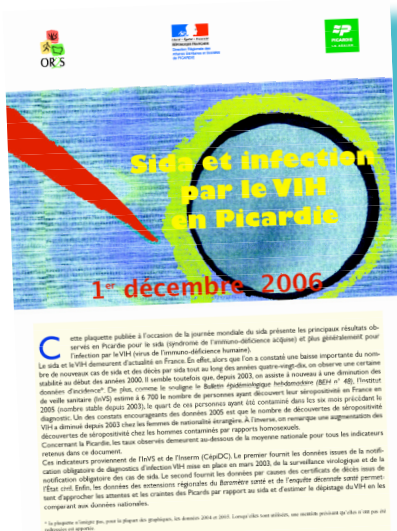 OR2S
Liberté • Égalité • Fraternité
RÉPUBLIQUE FRANÇAISE
Direction Régionale des
Affaires Sanitaires et Sociales
de PICARDIE
PICARDIE
LA RÉGION
Sida et infection
par le VIH
en Picardie
1er décembre 2006
Cette plaquette publiée à l'occasion de la journée mondiale du sida présente les principaux résultats ob-
servés en Picardie pour le sida (syndrome de l'immuno-déficience acquise) et plus généralement pour
l'infection par le VIH (virus de l'immuno-déficience humaine).
Le sida et le VIH demeurent d'actualité en France. En effet, alors que l'on a constaté une baisse importante du nom-
bre de nouveaux cas de sida et des décès par sida tout au long des années quatre-vingt-dix, on observe une certaine
stabilité au début des années 2000. Il semble toutefois que, depuis 2003, on assiste à nouveau à une diminution des
données d'incidence*. De plus, comme le souligne le Bulletin épidémiologique hebdomadaire (BEH n° 48), l'Institut
de veille sanitaire (InVS) estime à 6 700 le nombre de personnes ayant découvert leur séropositivité en France en
2005 (nombre stable depuis 2003), le quart de ces personnes ayant été contaminé dans les six mois précédant le
diagnostic. Un des constats encourageants des données 2005 est que le nombre de découvertes de séropositivité
VIH a diminué depuis 2003 chez les femmes de nationalité étrangère. À l'inverse, on remarque une augmentation des
découvertes de séropositivité chez les hommes contaminés par rapports homosexuels.
Concernant la Picardie, les taux observés demeurent au-dessous de la moyenne nationale pour tous les indicateurs
retenus dans ce document.
Ces indicateurs proviennent de l'InVS et de l'Inserm (CépiDC). Le premier fournit les données issues de la notifi-
cation obligatoire de diagnostics d'infection VIH mise en place en mars 2003, de la surveillance virologique et de la
notification obligatoire des cas de sida. Le second fournit les données par causes des certificats de décès issus de
l'État civil. Enfin, les données des extensions régionales du Baromètre santé et de l'enquête décennale santé permet-
tent d'approcher les attentes et les craintes des Picards par rapport au sida et d'estimer le dépistage du VIH en les
comparant aux données nationales.